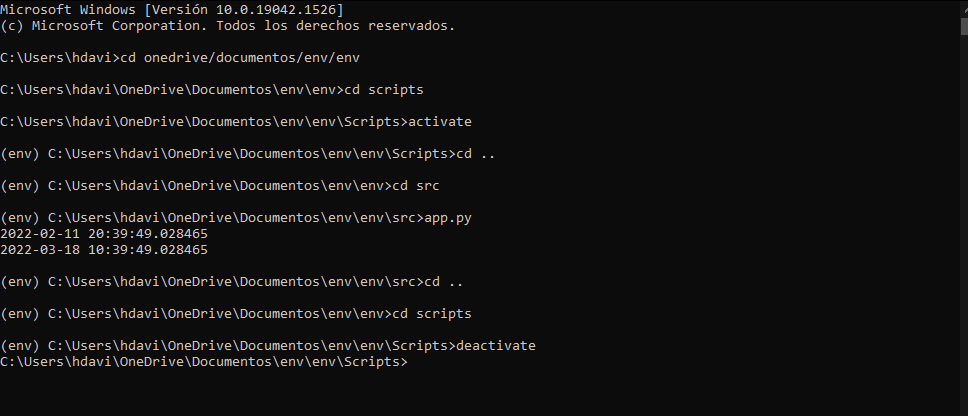 Microsoft Windows [Versión 10.0.19042.1526]
(c) Microsoft Corporation. Todos los derechos reservados.
C:\Users\hdavi>cd onedrive/documentos/env/env
C:\Users\hdavi\OneDrive\Documentos\env\env>cd scripts
C:\Users\hdavi\OneDrive\Documentos\env\env\Scripts>activate
(env) C:\Users\hdavi\OneDrive\Documentos\env\env\Scripts>cd ..
(env) C:\Users\hdavi\OneDrive\Documentos\env\env>cd src
(env) C:\Users\hdavi\OneDrive\Documentos\env\env\src>app.py
2022-02-11 20:39:49.028465
2022-03-18 10:39:49.028465
(env) C:\Users\hdavi\OneDrive\Documentos\env\env\src>cd ..
(env) C:\Users\hdavi\OneDrive\Documentos\env\env>cd scripts
(env) C:\Users\hdavi\OneDrive\Documentos\env\env\Scripts>deactivate
C:\Users\hdavi\OneDrive\Documentos\env\env\Scripts>